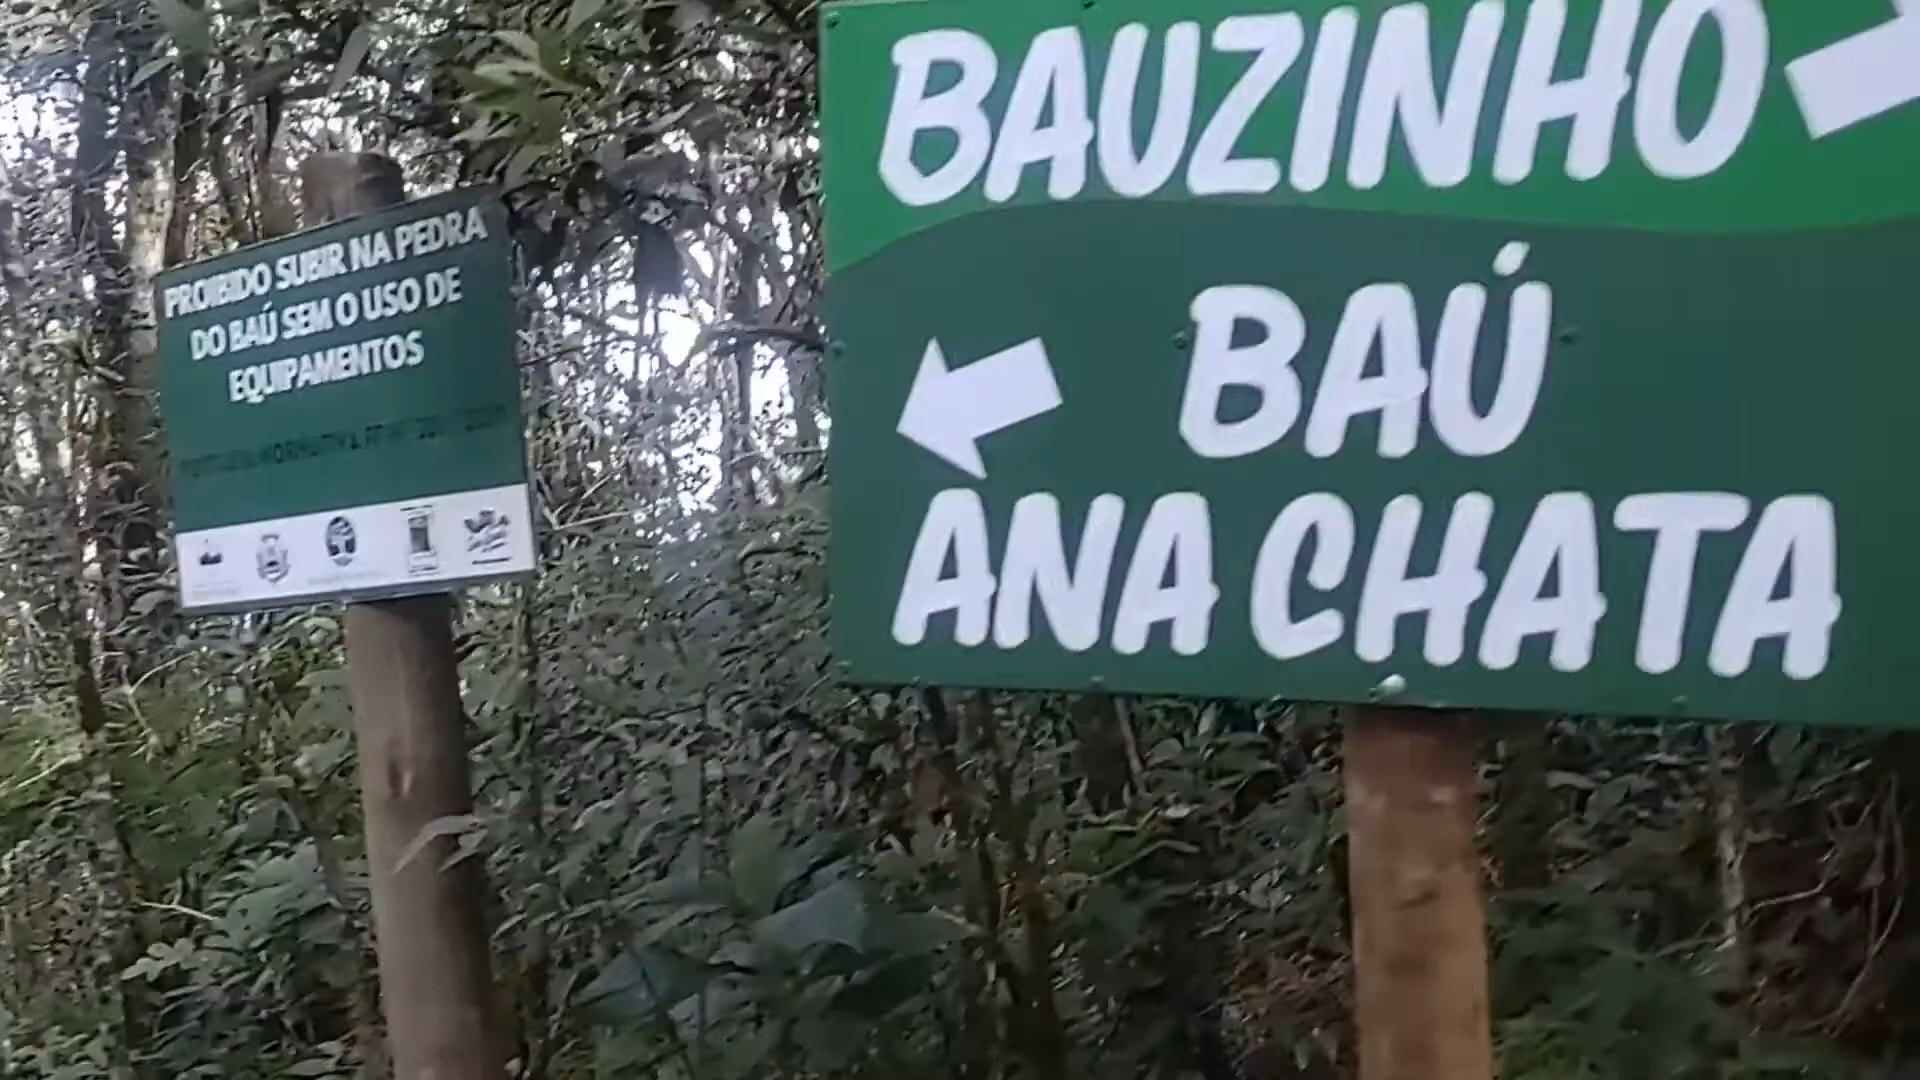 PROIBIDO SUBIR NA PEDRA
DO BAÚ SEM O USO DE
EQUIPAMENTOS
BAUZINHO
BAÚ
ANA CHATA